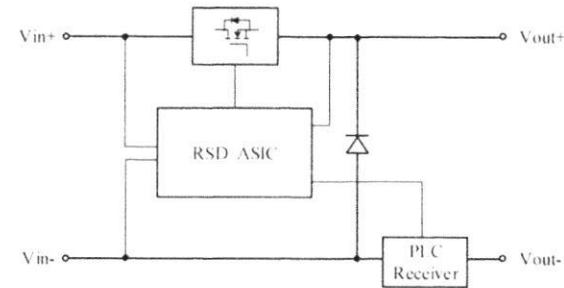 Vin+
Vout+
RSD ASIC
Vin-
PLC
Receiver
Vout-